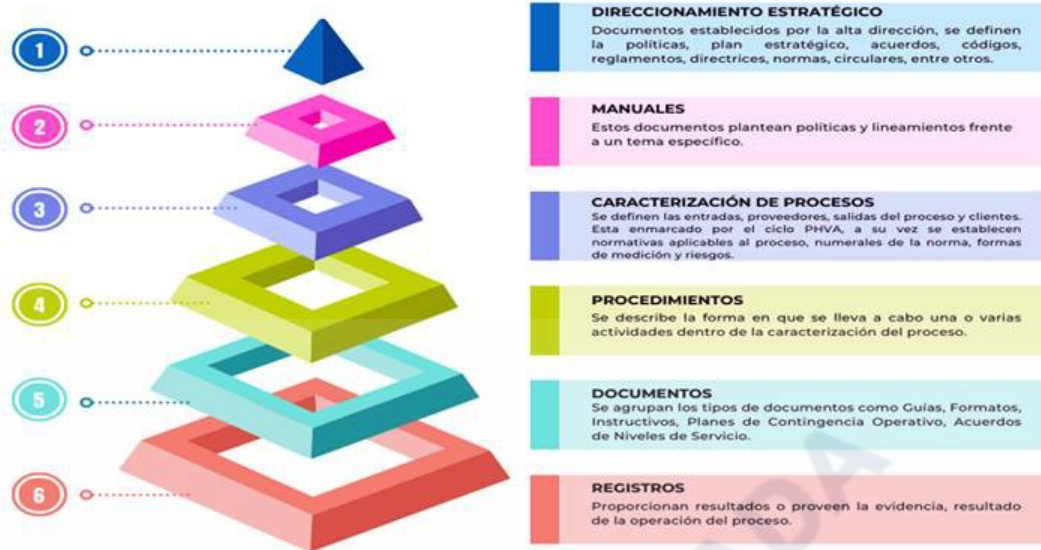 1
DIRECCIONAMIENTO ESTRATÉGICO
Documentos establecidos por la alta dirección, se definen
la políticas, plan estratégico, acuerdos, códigos,
reglamentos, directrices, normas, circulares, entre otros.
2
MANUALES
Estos documentos plantean políticas y lineamientos frente
a un tema específico.
3
CARACTERIZACIÓN DE PROCESOS
Se definen las entradas, proveedores, salidas del proceso y clientes.
Esta enmarcado por el ciclo PHVA, a su vez se establecen
normativas aplicables al proceso, numerales de la norma, formas
de medición y riesgos.
4
PROCEDIMIENTOS
Se describe la forma en que se lleva a cabo una o varias
actividades dentro de la caracterización del proceso.
5
DOCUMENTOS
Se agrupan los tipos de documentos como Guías, Formatos,
Instructivos, Planes de Contingencia Operativo, Acuerdos
de Niveles de Servicio.
6
REGISTROS
Proporcionan resultados o proveen la evidencia, resultado
de la operación del proceso.
ADA